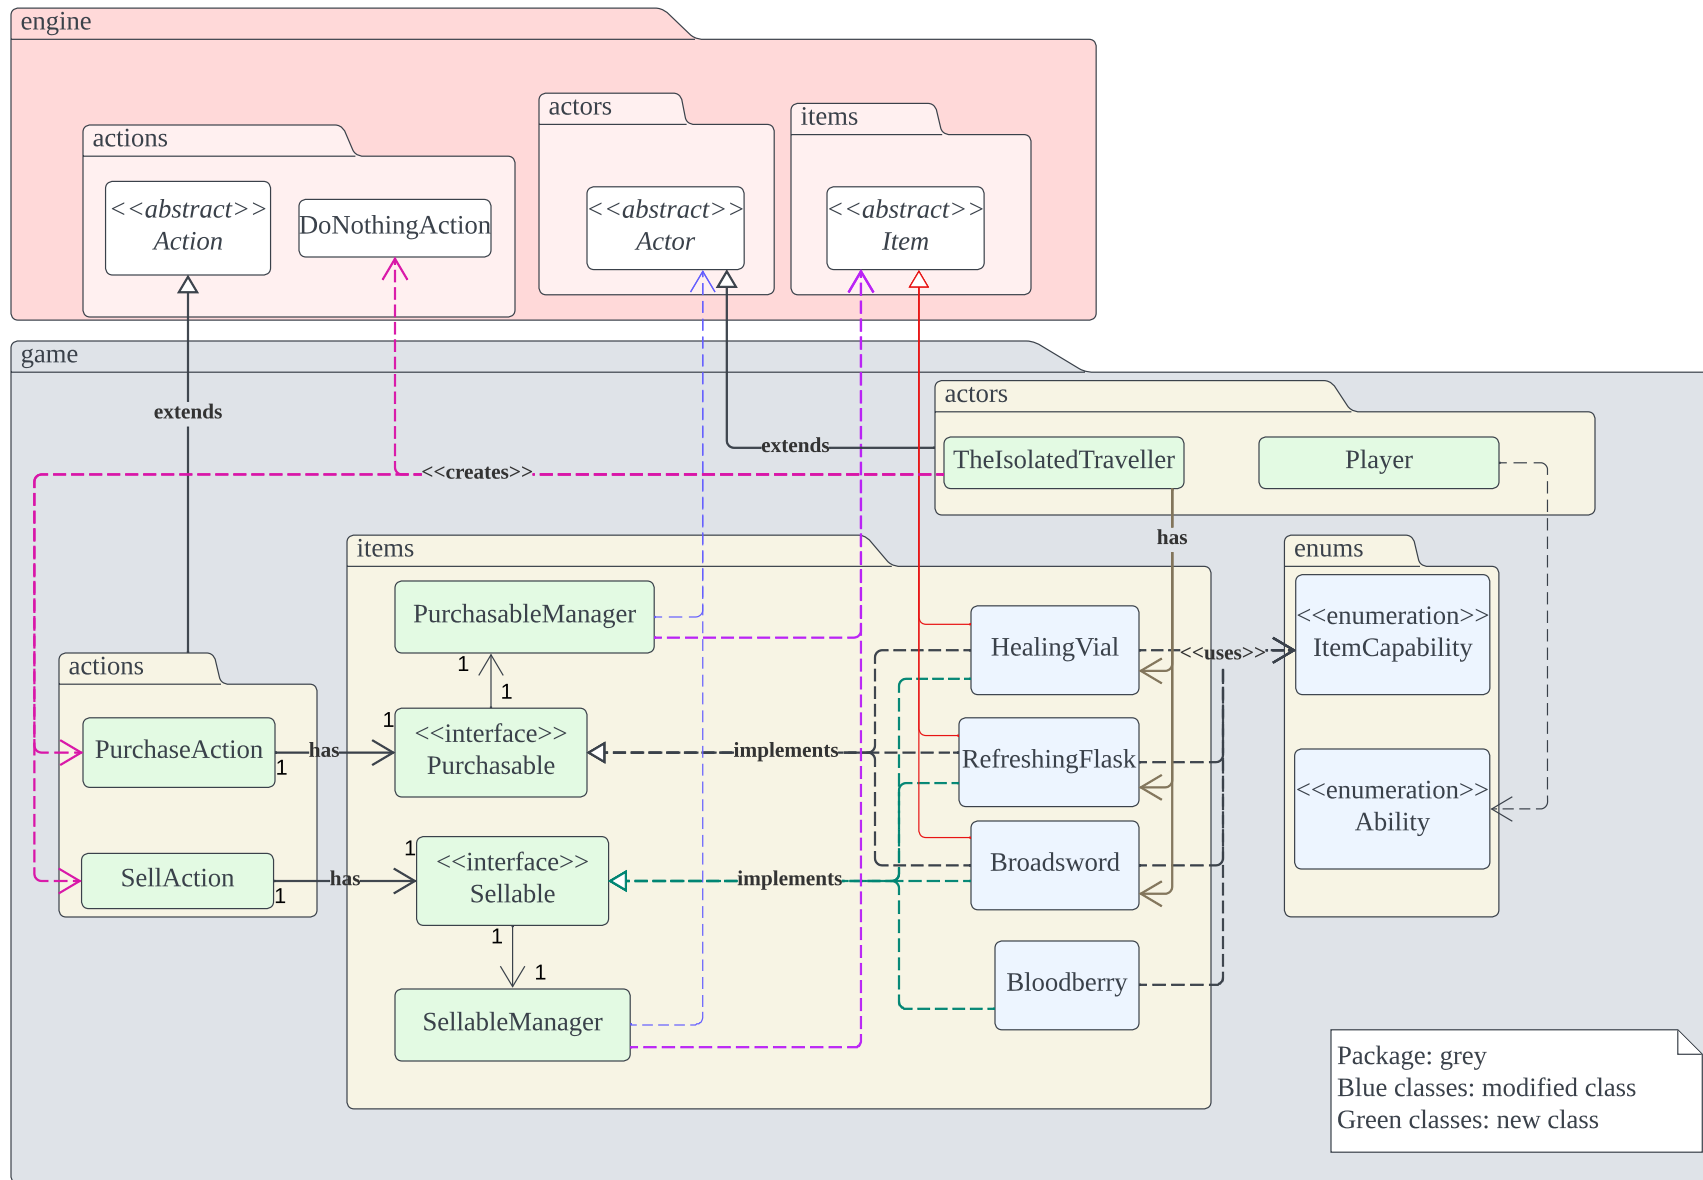 engine
actors
items
actions
<<abstract>>
Action
DoNothingAction
<<abstract>>
Actor
<<abstract>>
Item
game
actors
extends
extends
TheIsolatedTraveller
Player
<<creates>>
has
items
enums
PurchasableManager
<<enumeration>>
ItemCapability
HealingVial
<<uses>>
actions
1
1
1
PurchaseAction
has
1
<<interface>>
Purchasable
implements
RefreshingFlask
<<enumeration>>
Ability
1
SellAction
has
1
<<interface>>
Sellable
implements
Broadsword
1
1
Bloodberry
SellableManager
Package: grey
Blue classes: modified class
Green classes: new class